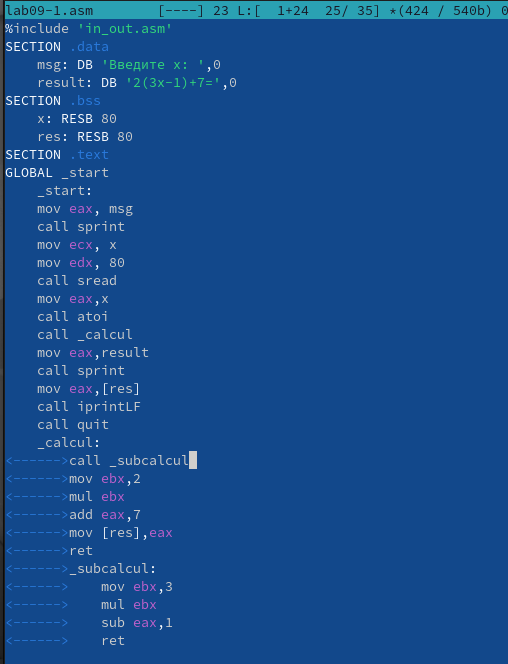 lab09-1.asm [----] 23 L:[ 1+24 25/ 35] *(424 / 540b) 0
%include 'in_out.asm'
SECTION .data
    msg: DB 'Введите x: ',0
    result: DB '2(3x-1)+7=',0
SECTION .bss
    x: RESB 80
    res: RESB 80
SECTION .text
GLOBAL _start
    _start:
    mov eax, msg
    call sprint
    mov ecx, x
    mov edx, 80
    call sread
    mov eax,x
    call atoi
    call _calcul
    mov eax,result
    call sprint
    mov eax,[res]
    call iprintLF
    call quit
    _calcul:
<------>call _subcalcul
<------>mov ebx,2
<------>mul ebx
<------>add eax,7
<------>mov [res],eax
<------>ret
<------>_subcalcul:
<------>    mov ebx,3
<------>    mul ebx
<------>    sub eax,1
<------>    ret